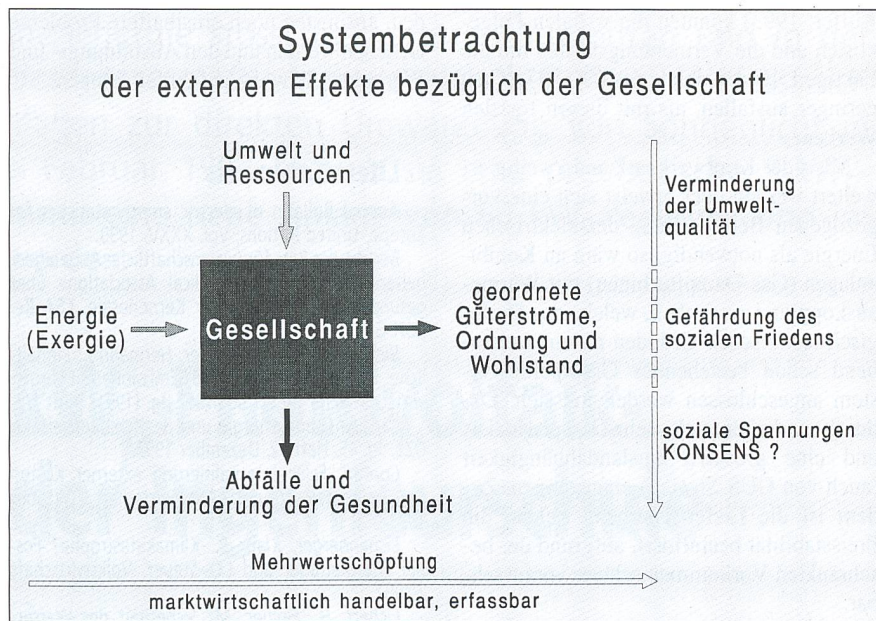 Systembetrachtung
der externen Effekte bezüglich der Gesellschaft
Umwelt und
Ressourcen
Energie
(Exergie)
Gesellschaft
geordnete
Güterströme,
Ordnung und
Wohlstand
Abfälle und
Verminderung der Gesundheit
Verminderung
der Umwelt-
qualität
Gefährdung des
sozialen Friedens
soziale Spannungen
KONSENS ?
Mehrwertschöpfung
marktwirtschaftlich handelbar, erfassbar